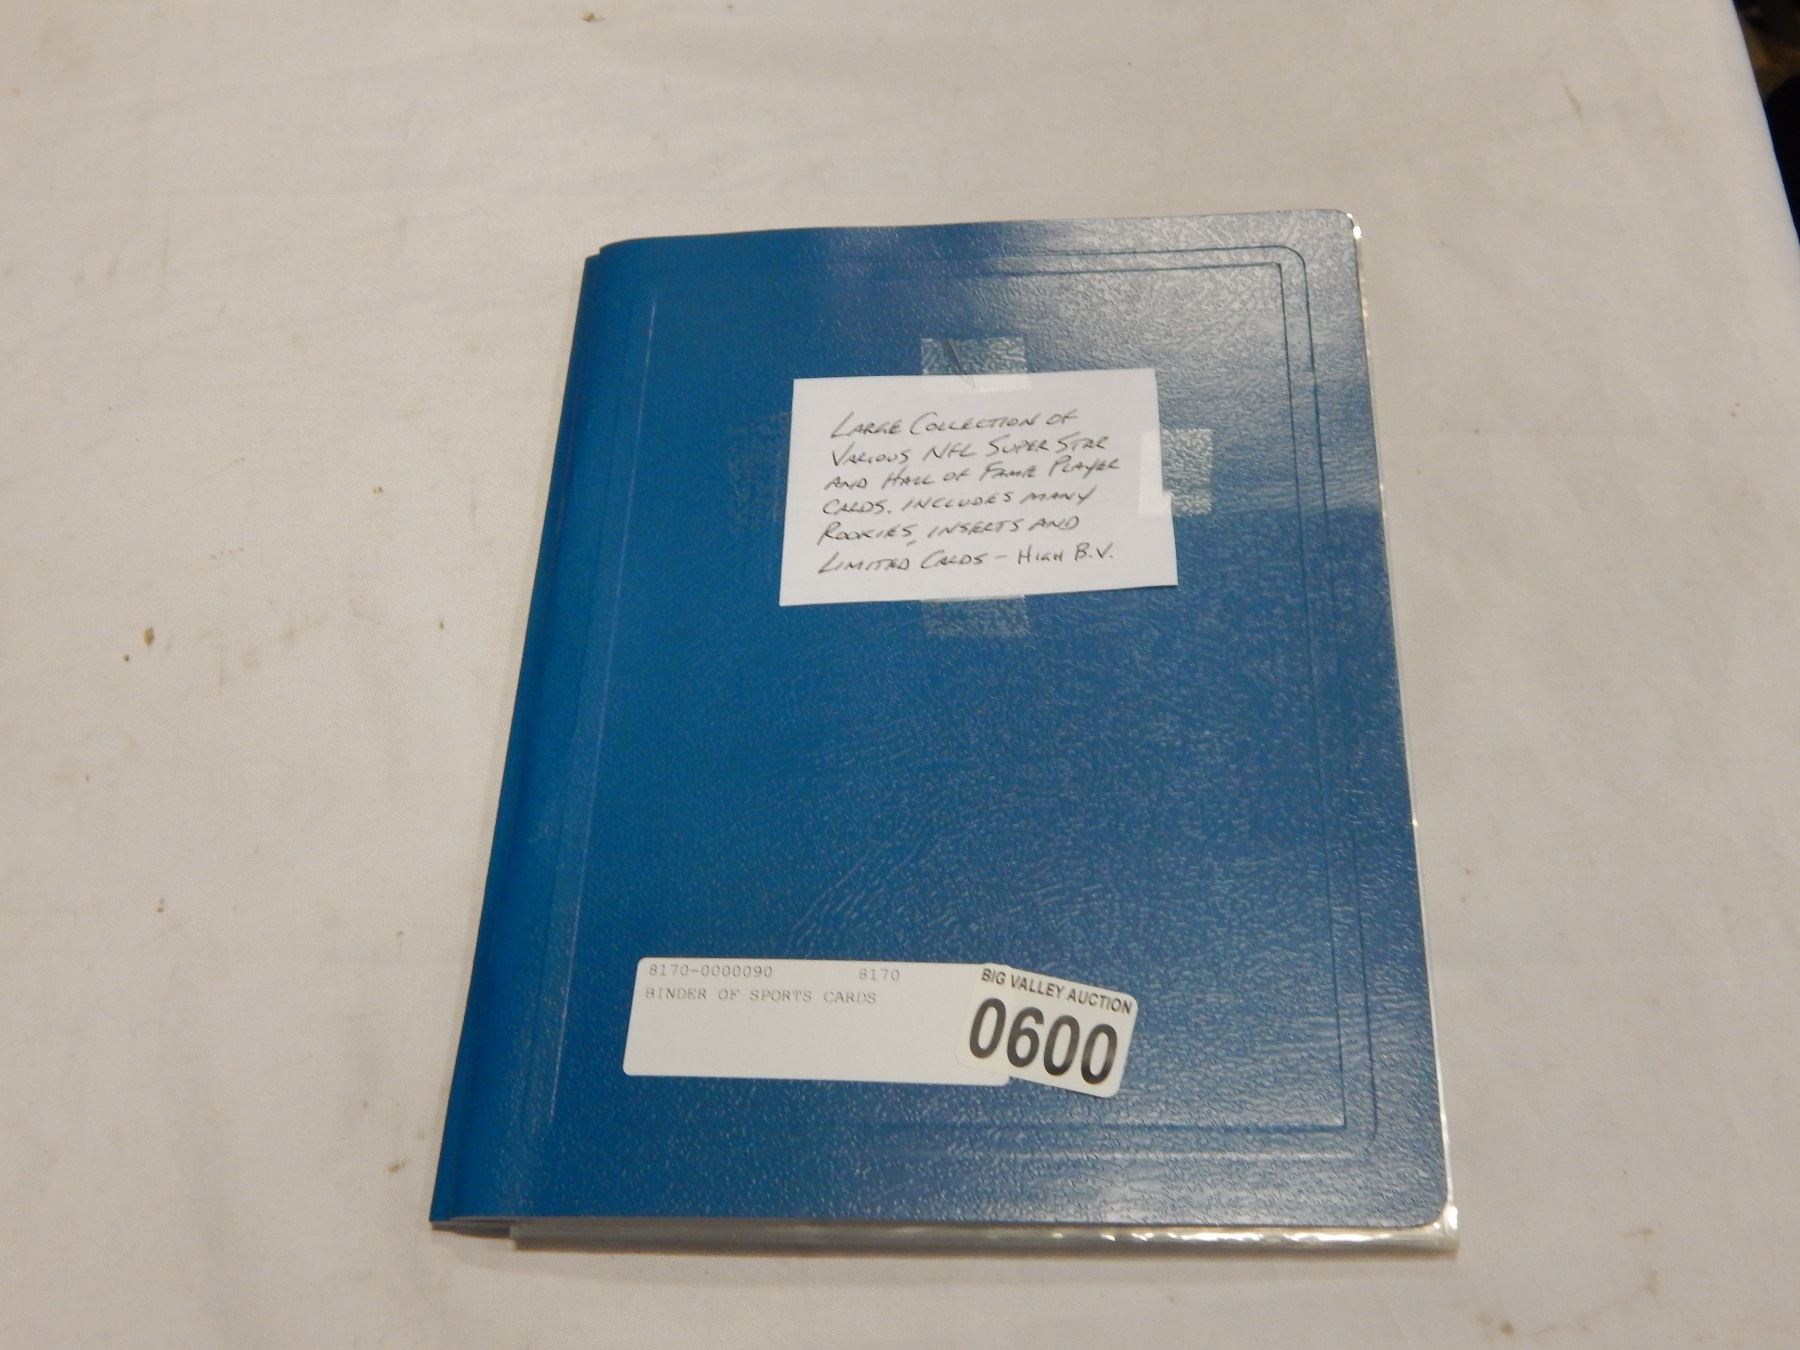 LARGE COLLECTION OF
VARIOUS NFL SUPER STAR
AND HALL OF FAME PLAYER
CARDS. INCLUDES MANY
ROOKIES, INSERTS AND
LIMITED CARDS - HIGH B.V.
8170-0000090 8170
BINDER OF SPORTS CARDS
BIG VALLEY AUCTION
0600